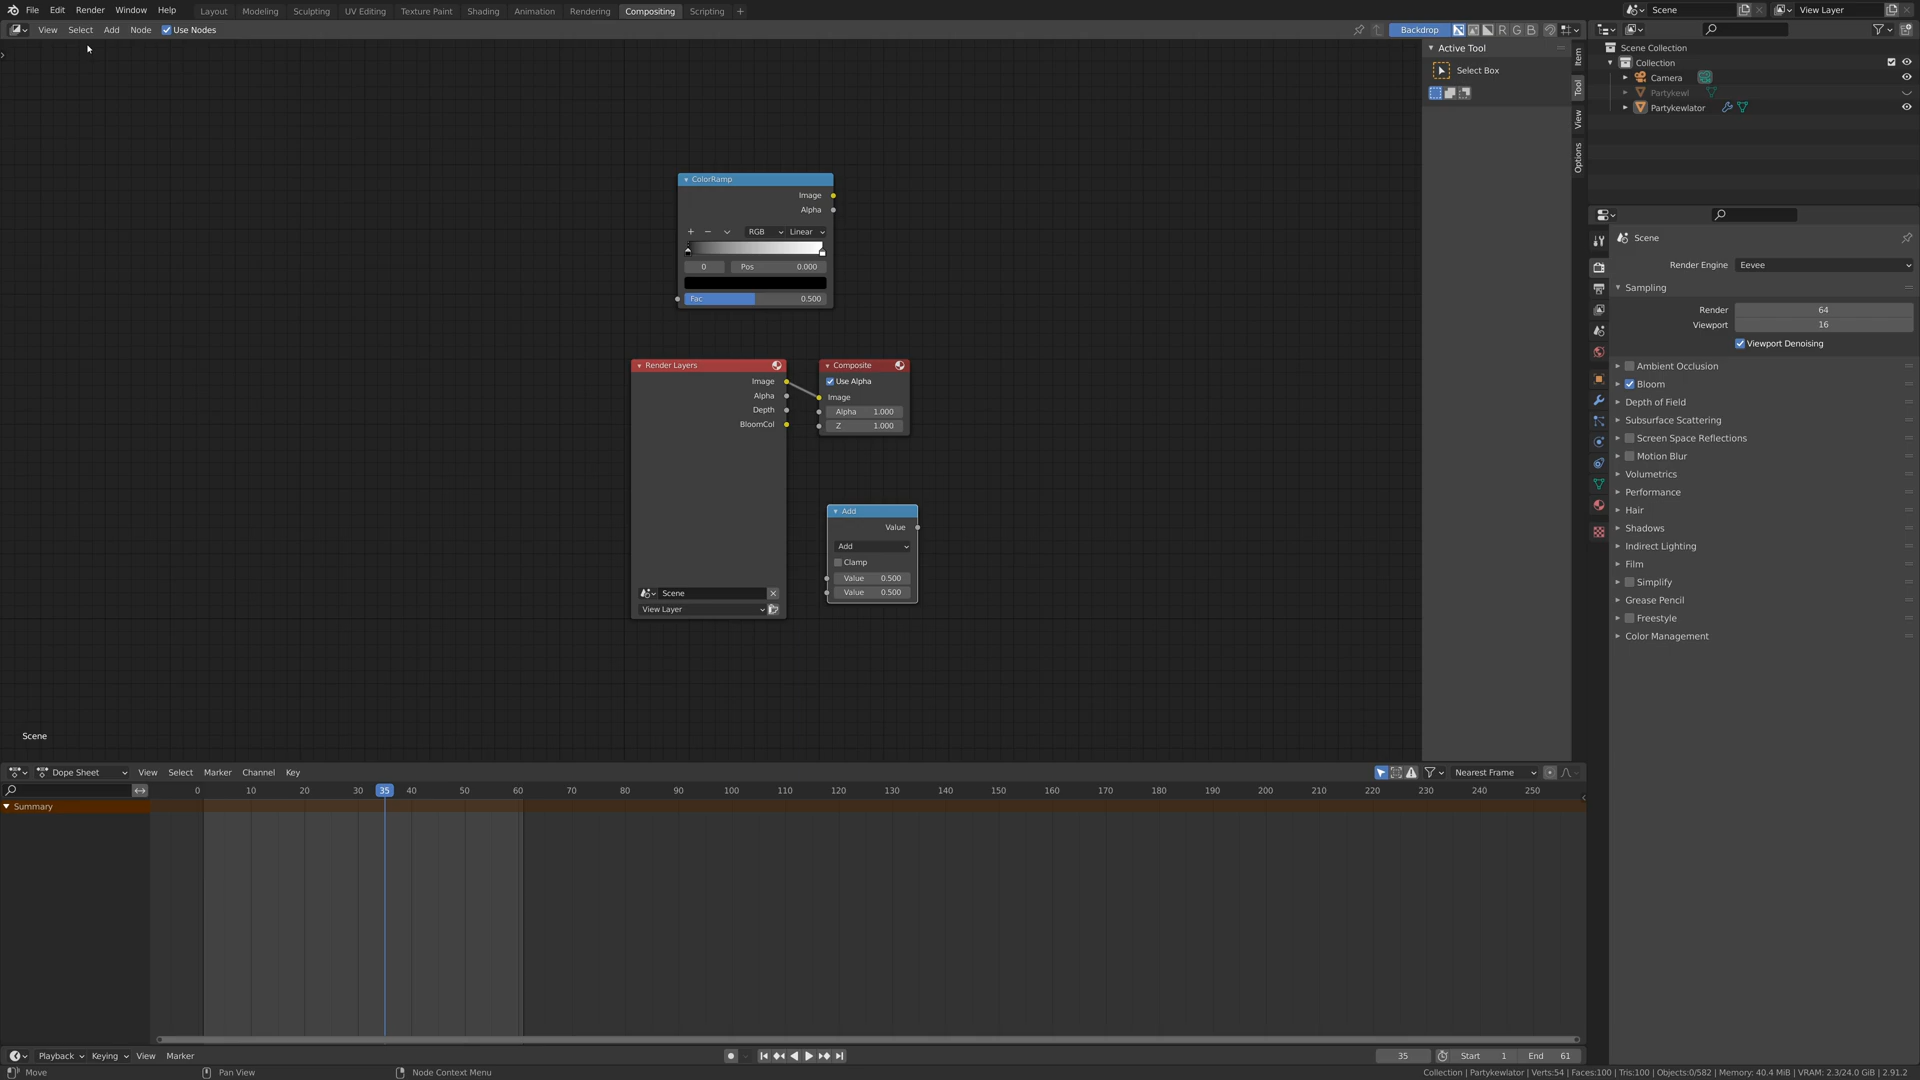 File Edit Render Window Help Layout Modeling Sculpting UV Editing Texture Paint Shading Animation Rendering Compositing Scripting + Scene View Layer
View Select Add Node Use Nodes Backdrop R G B
Active Tool
Select Box
Item
Tool
View
Options
Scene Collection
Collection
Camera
Partykewl
Partykewlator
ColorRamp
Image
Alpha
+ − RGB Linear
0 Pos 0.000
Fac 0.500
Render Layers
Image
Alpha
Depth
BloomCol
Scene
View Layer
Composite
Use Alpha
Image
Alpha 1.000
Z 1.000
Add
Value
Add
Clamp
Value 0.500
Value 0.500
Scene
Scene
Render Engine Eevee
Sampling
Render 64
Viewport 16
Viewport Denoising
Ambient Occlusion
Bloom
Depth of Field
Subsurface Scattering
Screen Space Reflections
Motion Blur
Volumetrics
Performance
Hair
Shadows
Indirect Lighting
Film
Simplify
Grease Pencil
Freestyle
Color Management
Dope Sheet View Select Marker Channel Key Nearest Frame
0 10 20 30 35 40 50 60 70 80 90 100 110 120 130 140 150 160 170 180 190 200 210 220 230 240 250
Summary
Playback Keying View Marker 35 Start 1 End 61
Move Pan View Node Context Menu Collection | Partykewlator | Verts:54 | Faces:100 | Tris:100 | Objects:0/582 | Memory: 40.4 MiB | VRAM: 2.3/24.0 GiB | 2.91.2